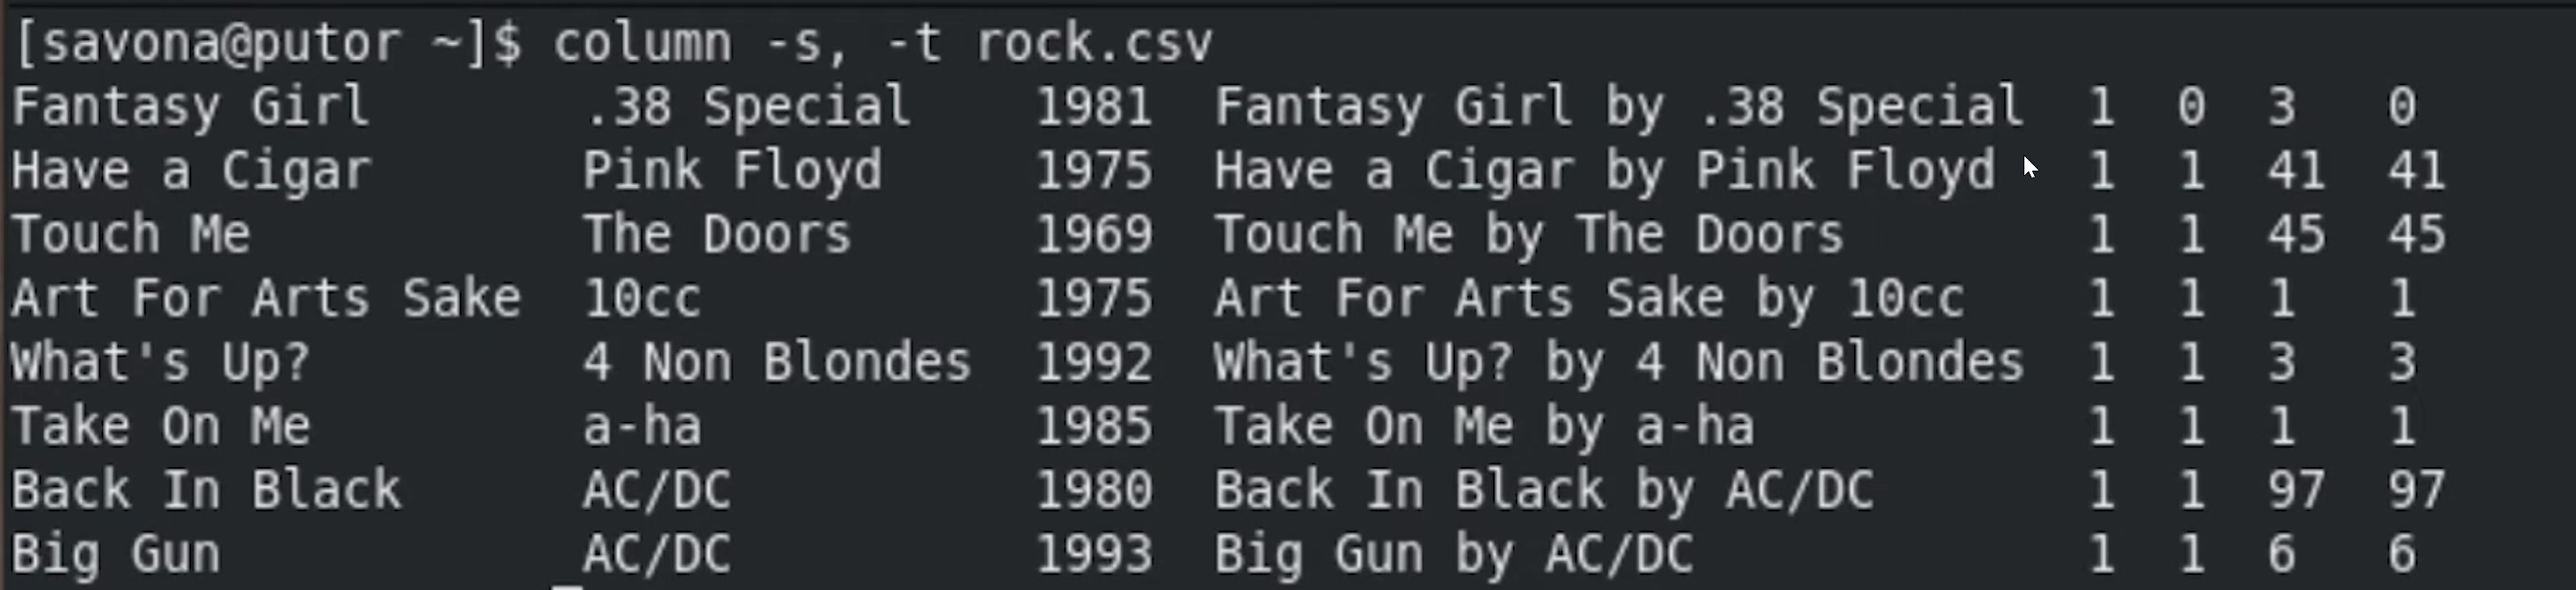 [savona@putor ~]$ column -s, -t rock.csv
Fantasy Girl       .38 Special    1981  Fantasy Girl by .38 Special  1  0  3   0
Have a Cigar       Pink Floyd     1975  Have a Cigar by Pink Floyd   1  1  41  41
Touch Me           The Doors      1969  Touch Me by The Doors        1  1  45  45
Art For Arts Sake  10cc           1975  Art For Arts Sake by 10cc    1  1  1   1
What's Up?         4 Non Blondes  1992  What's Up? by 4 Non Blondes  1  1  3   3
Take On Me         a-ha           1985  Take On Me by a-ha           1  1  1   1
Back In Black      AC/DC          1980  Back In Black by AC/DC       1  1  97  97
Big Gun            AC/DC          1993  Big Gun by AC/DC             1  1  6   6